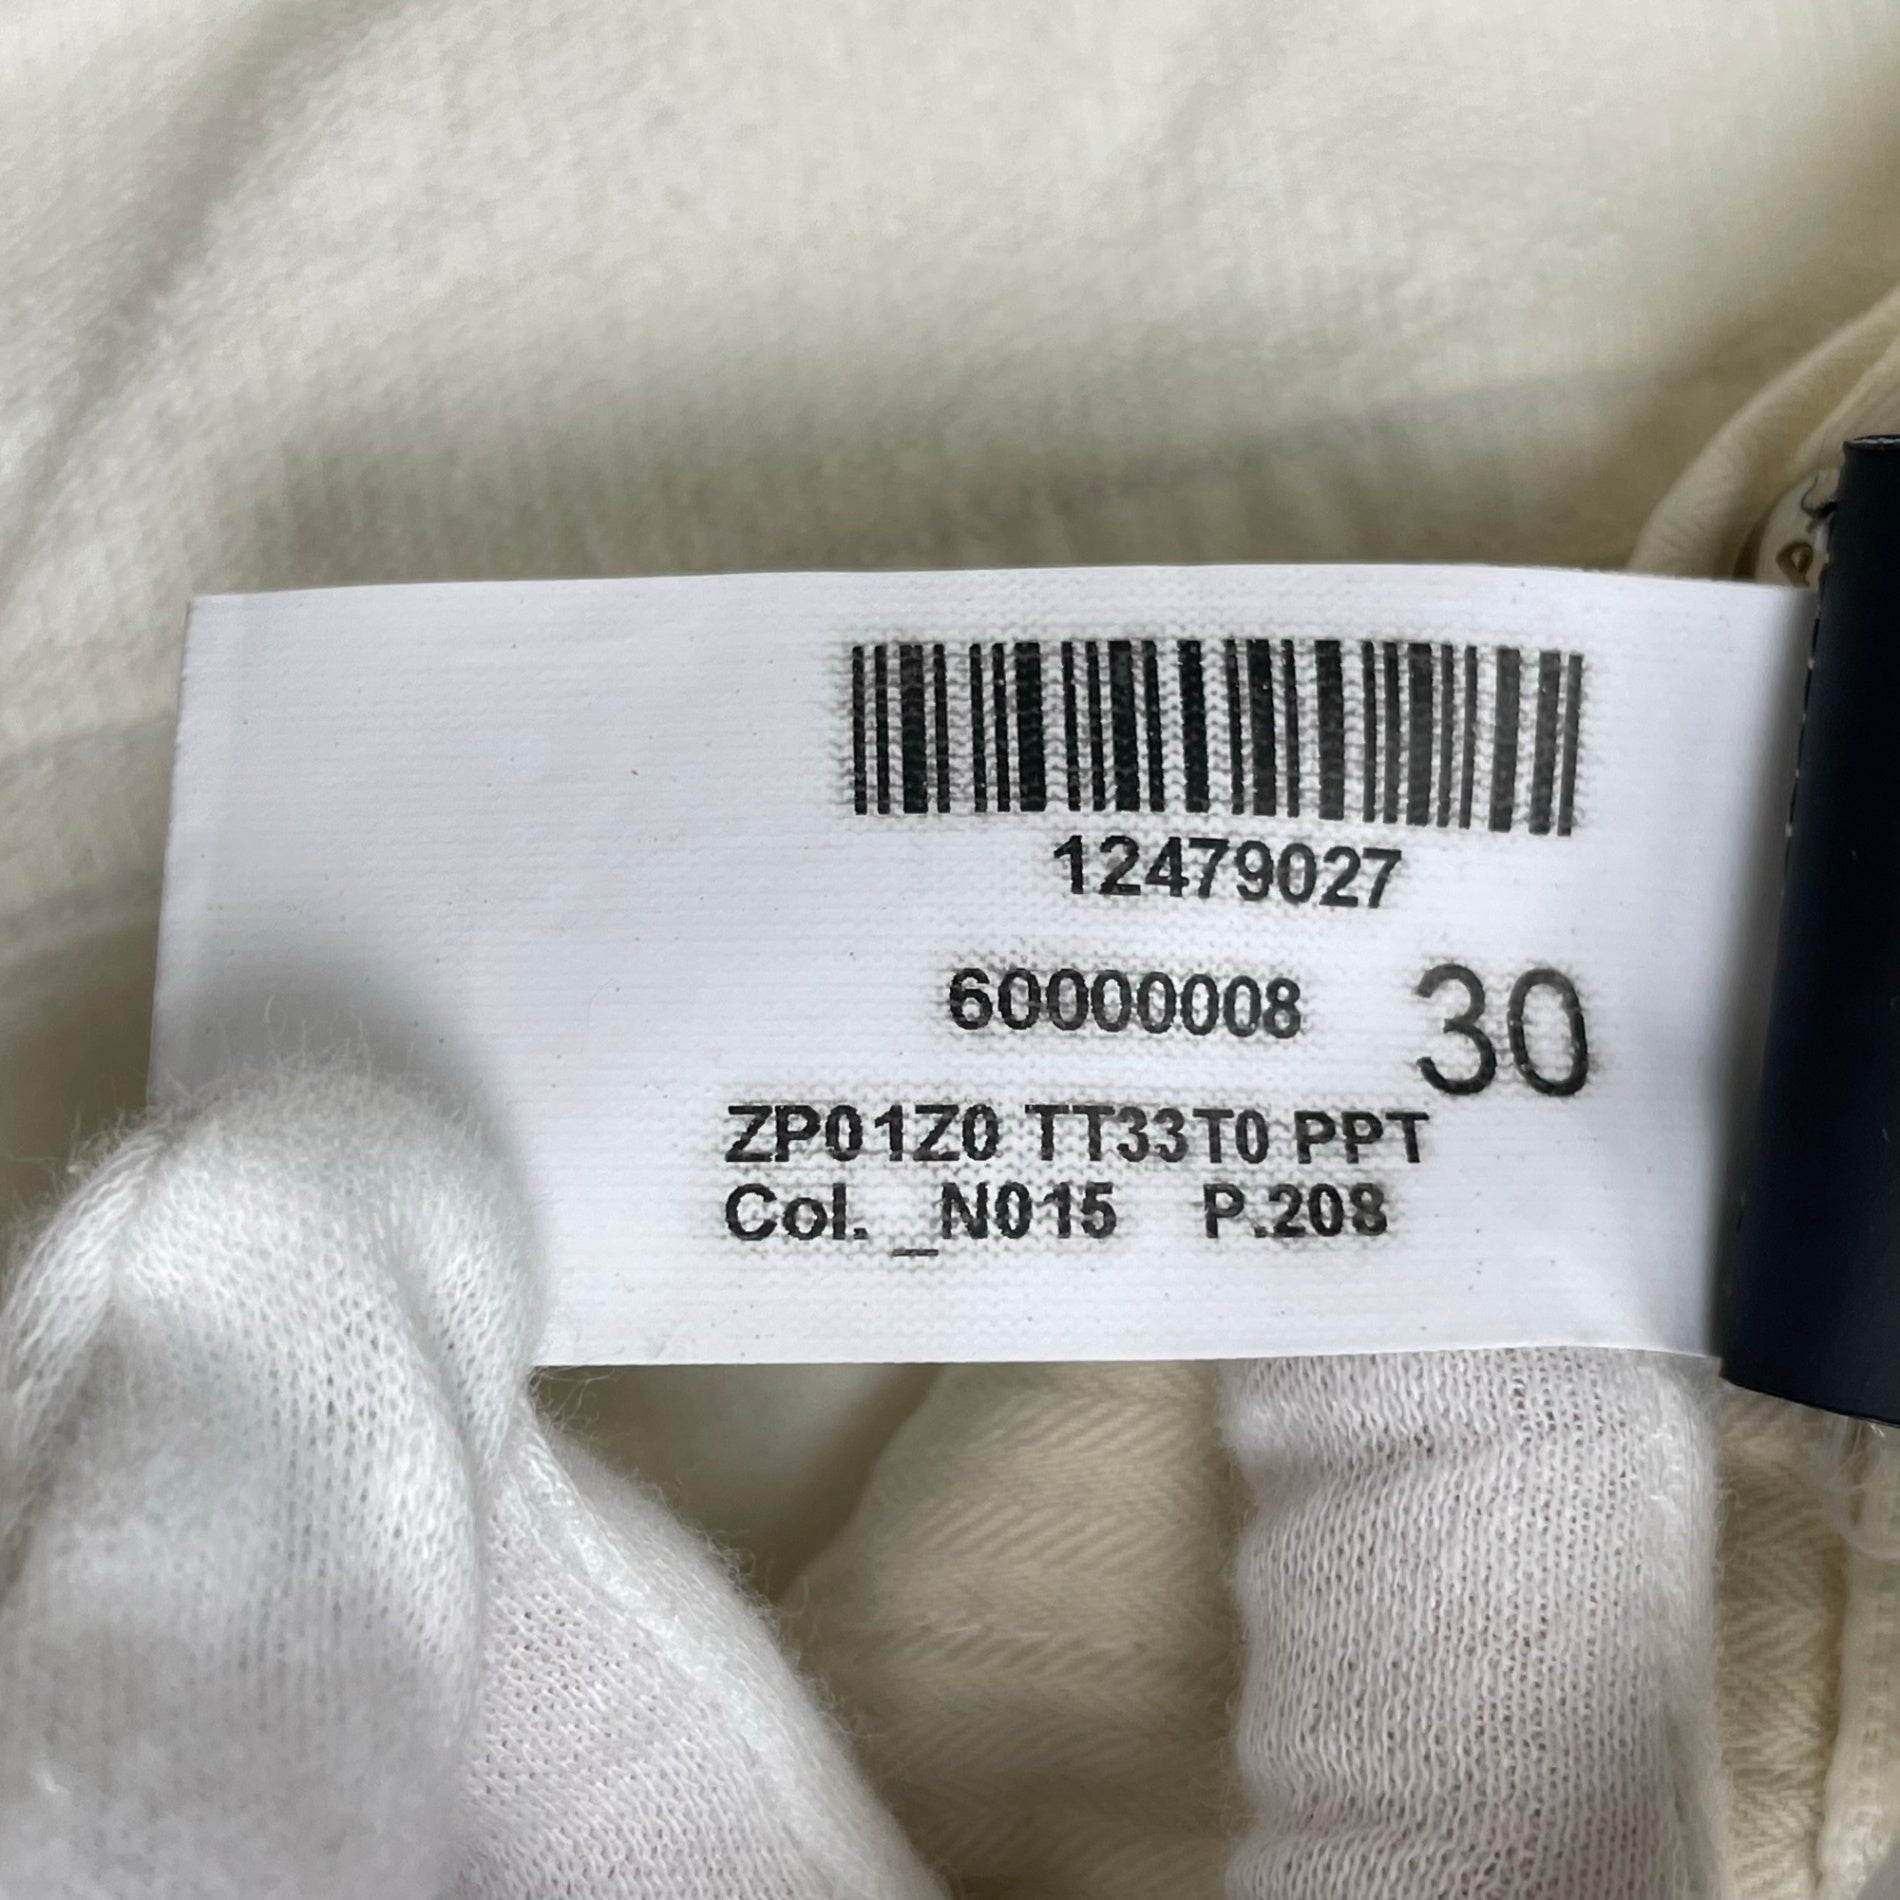 12479027
60000008 30
ZP01Z0 TT33T0 PPT
Col. _N015 P.208